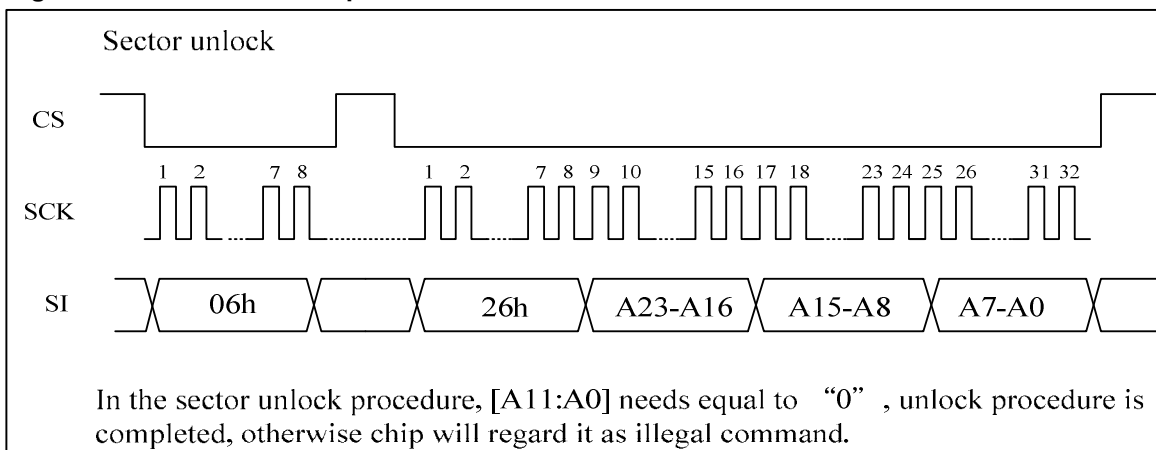 Sector unlock
CS
1 2 7 8 1 2 7 8 9 10 15 16 17 18 23 24 25 26 31 32
SCK
SI 06h 26h A23-A16 A15-A8 A7-A0
In the sector unlock procedure, [A11:A0] needs equal to “0” , unlock procedure is
completed, otherwise chip will regard it as illegal command.